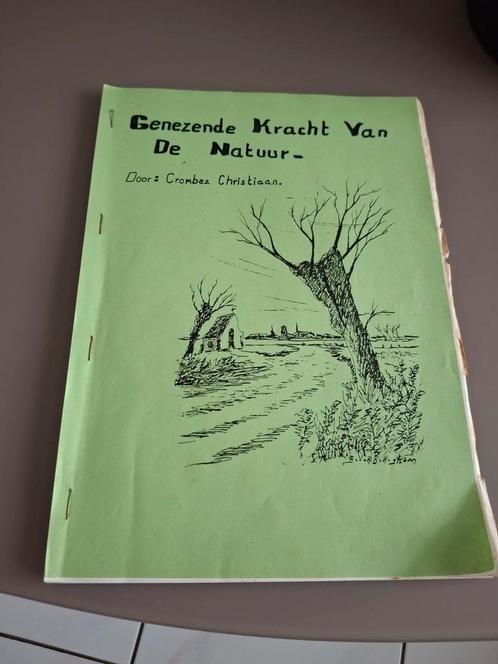 Genezende Kracht Van
De Natuur-
Door: Crombez Christiaan.